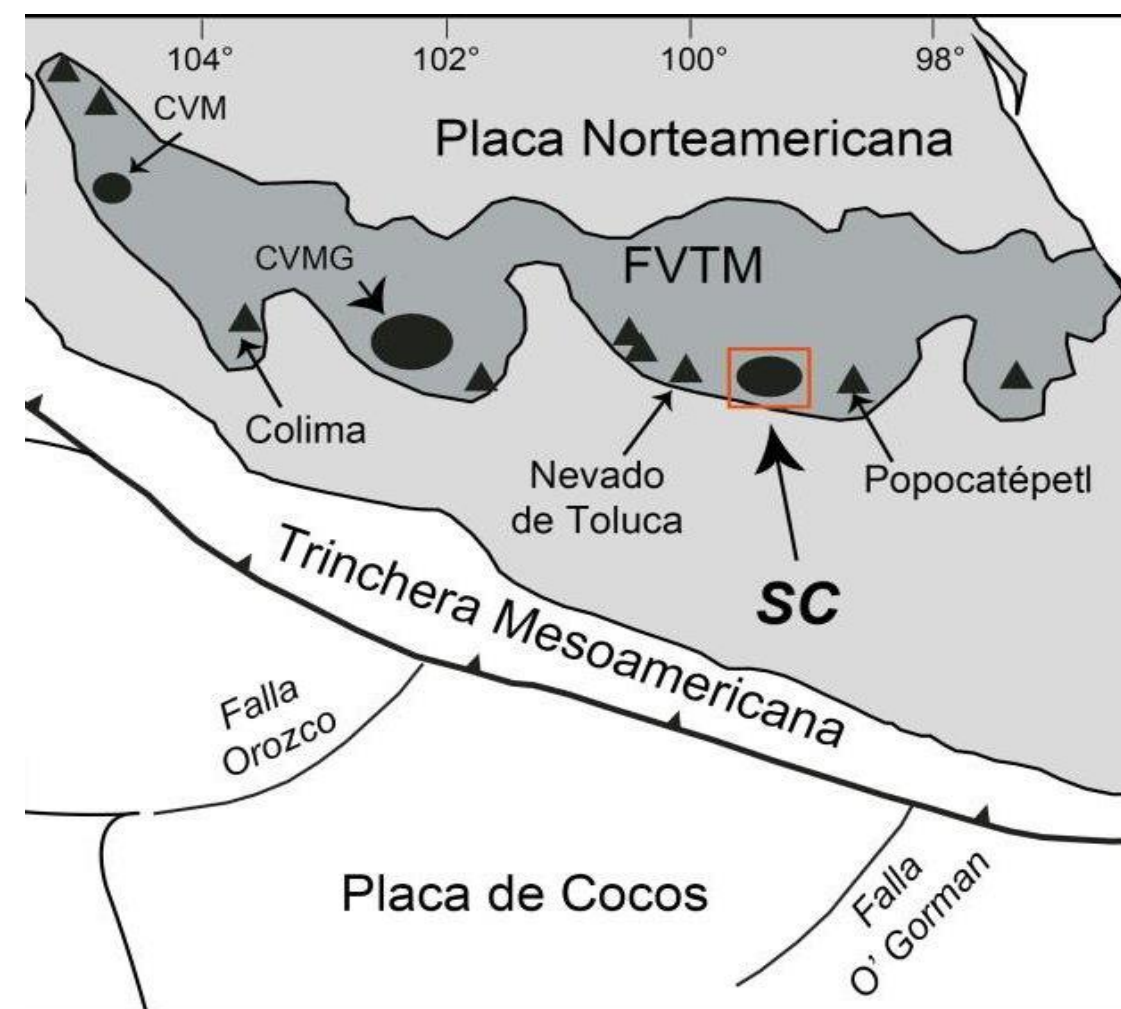 104°
102°
100°
98°
CVM
Placa Norteamericana
CVMG
FVTM
Colima
Nevado
de Toluca
Popocatépetl
SC
Trinchera Mesoamericana
Falla
Orozco
Placa de Cocos
Falla
O' Gorman